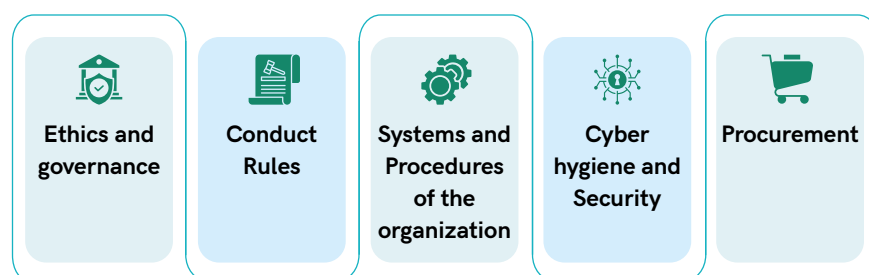 Ethics and
governance
Conduct
Rules
Systems and
Procedures
of the
organization
Cyber
hygiene and
Security
Procurement